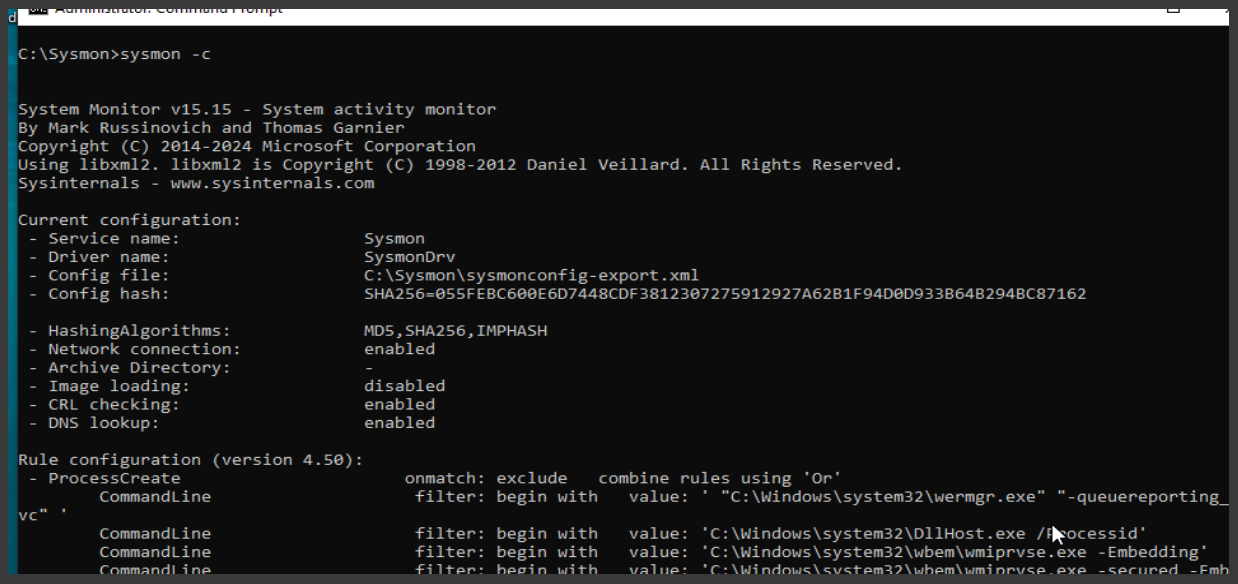 d
Administrator: Command Prompt
C:\Sysmon>sysmon -c
System Monitor v15.15 - System activity monitor
By Mark Russinovich and Thomas Garnier
Copyright (C) 2014-2024 Microsoft Corporation
Using libxml2. libxml2 is Copyright (C) 1998-2012 Daniel Veillard. All Rights Reserved.
Sysinternals - www.sysinternals.com
Current configuration:
- Service name: Sysmon
- Driver name: SysmonDrv
- Config file: C:\Sysmon\sysmonconfig-export.xml
- Config hash: SHA256=055FEBC600E6D7448CDF3812307275912927A62B1F94D0D933B64B294BC87162
- HashingAlgorithms: MD5,SHA256,IMPHASH
- Network connection: enabled
- Archive Directory: -
- Image loading: disabled
- CRL checking: enabled
- DNS lookup: enabled
Rule configuration (version 4.50):
- ProcessCreate onmatch: exclude combine rules using 'Or'
CommandLine filter: begin with value: ' "C:\Windows\system32\wermgr.exe" "-queuereporting_
vc" '
CommandLine filter: begin with value: 'C:\Windows\system32\DllHost.exe /Processid'
CommandLine filter: begin with value: 'C:\Windows\system32\wbem\wmiprvse.exe -Embedding'
CommandLine filter: begin with value: 'C:\Windows\system32\wbem\wmiprvse.exe -secured -Emb